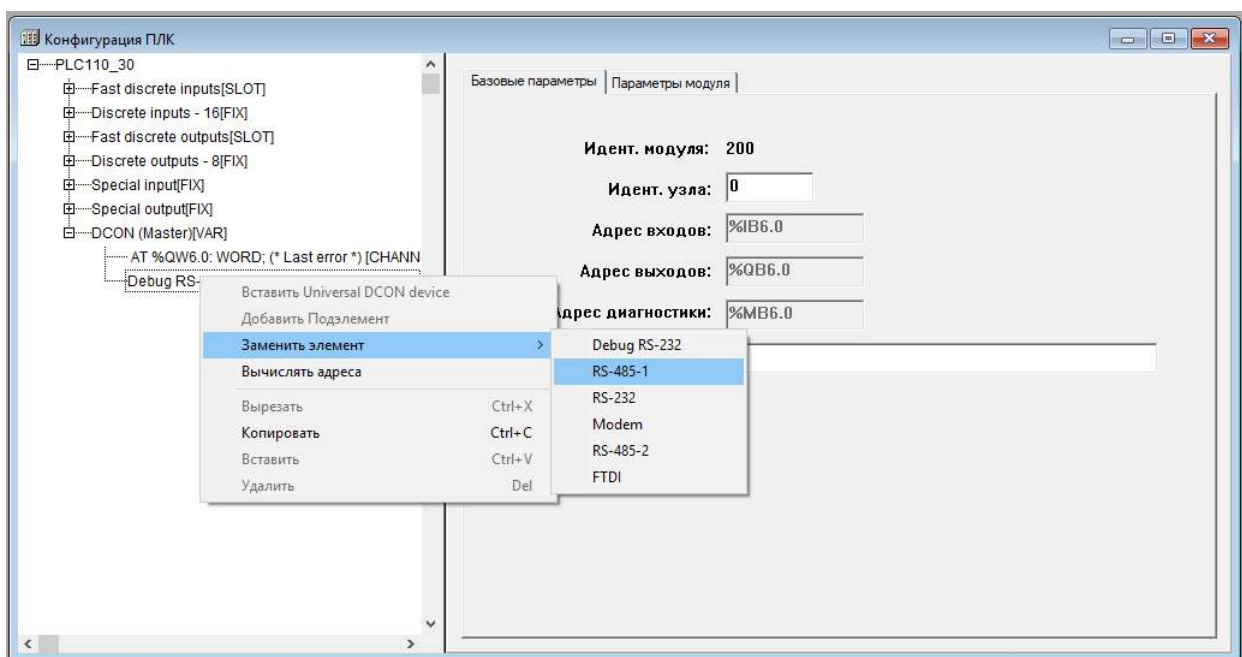 Конфигурация ПЛК
PLC110_30
Fast discrete inputs[SLOT]
Discrete inputs - 16[FIX]
Fast discrete outputs[SLOT]
Discrete outputs - 8[FIX]
Special input[FIX]
Special output[FIX]
DCON (Master)[VAR]
AT %QW6.0: WORD; (* Last error *) [CHANN
Debug RS-
Вставить Universal DCON device
Добавить Подэлемент
Заменить элемент >
Вычислять адреса
Вырезать Ctrl+X
Копировать Ctrl+C
Вставить Ctrl+V
Удалить Del
Debug RS-232
RS-485-1
RS-232
Modem
RS-485-2
FTDI
Базовые параметры Параметры модуля
Идент. модуля: 200
Идент. узла: 0
Адрес входов: %IB6.0
Адрес выходов: %QB6.0
дрес диагностики: %MB6.0